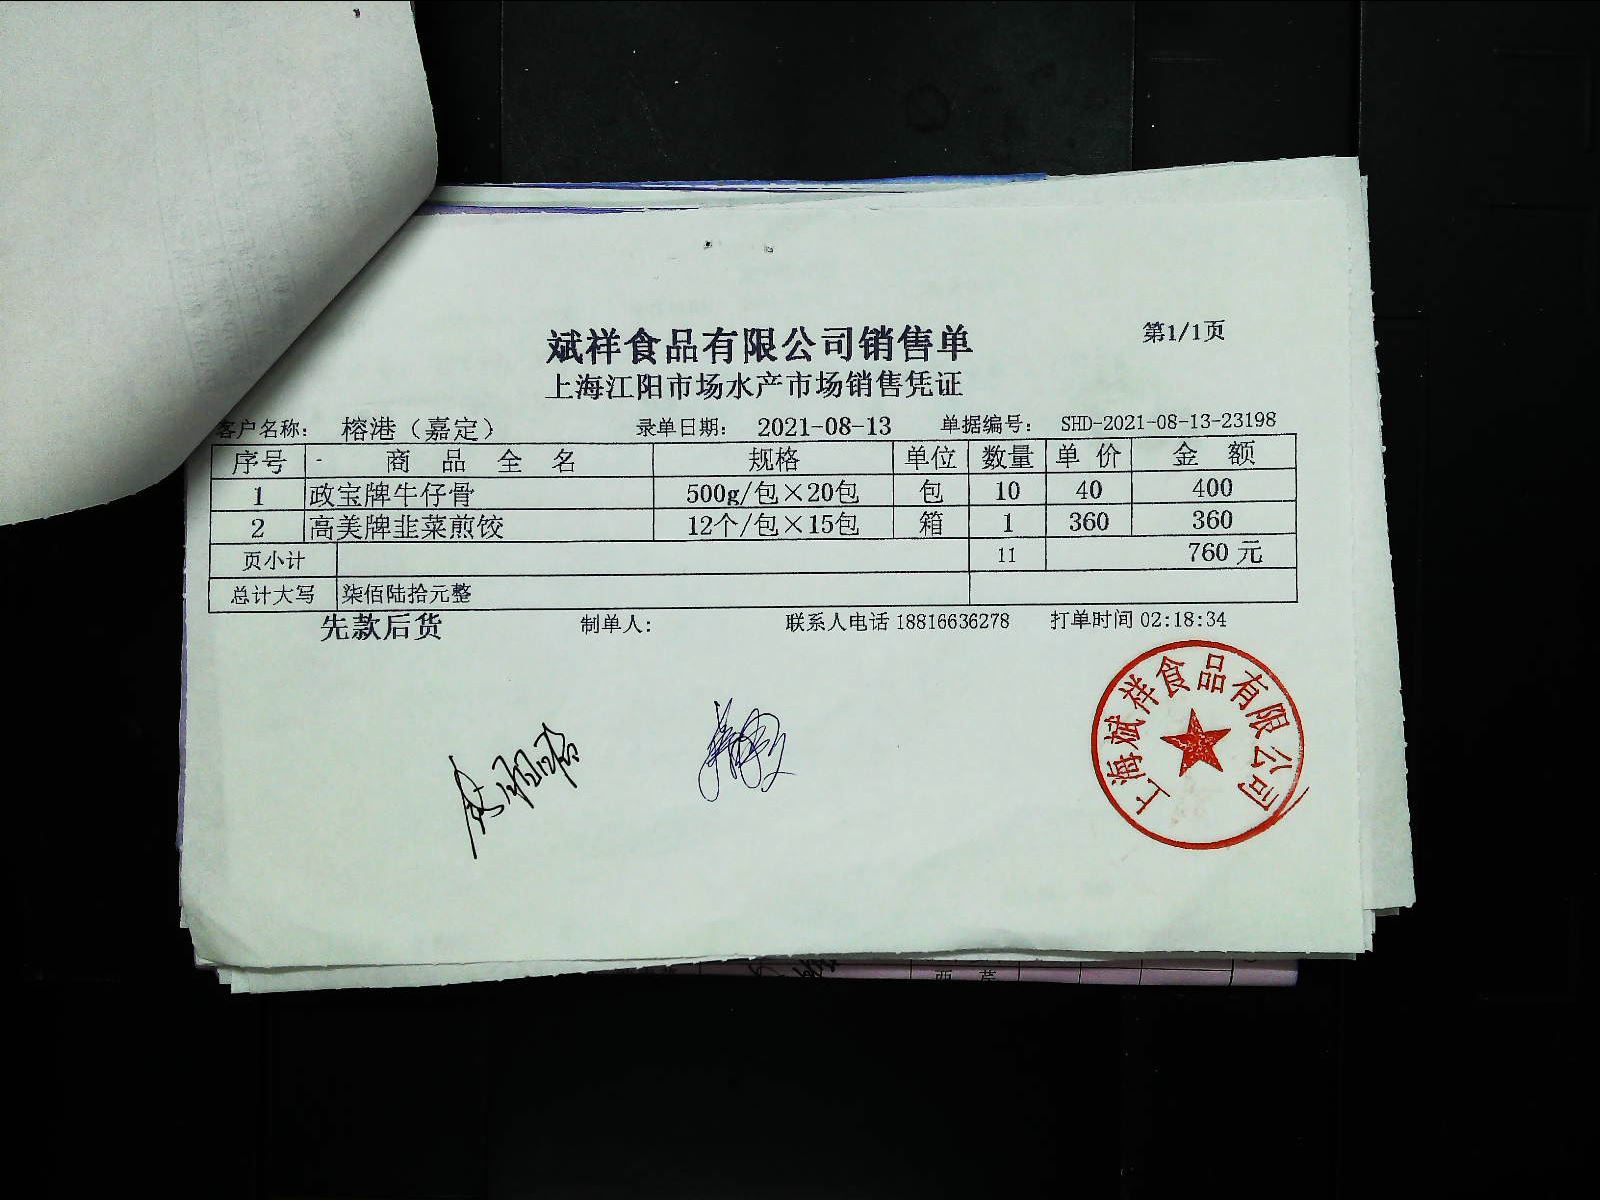 第1/1页
斌祥食品有限公司销售单
上海江阳市场水产市场销售凭证
客户名称: 榕港（嘉定） 录单日期: 2021-08-13 单据编号: SHD-2021-08-13-23198
序号 - 商品全名 规格 单位 数量 单价 金额
1 政宝牌牛仔骨 500g/包×20包 包 10 40 400
2 高美牌韭菜煎饺 12个/包×15包 箱 1 360 360
页小计 11 760 元
总计大写 柒佰陆拾元整
先款后货 制单人: 联系人电话 18816636278 打单时间 02:18:34
上海斌祥食品有限公司